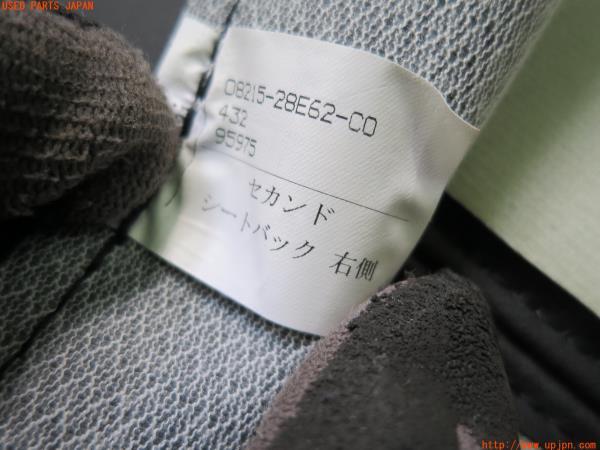 USED PARTS JAPAN
08215-28E62-C0
432
95975
セカンド
シートバック 右側
http://www.upjpn.com